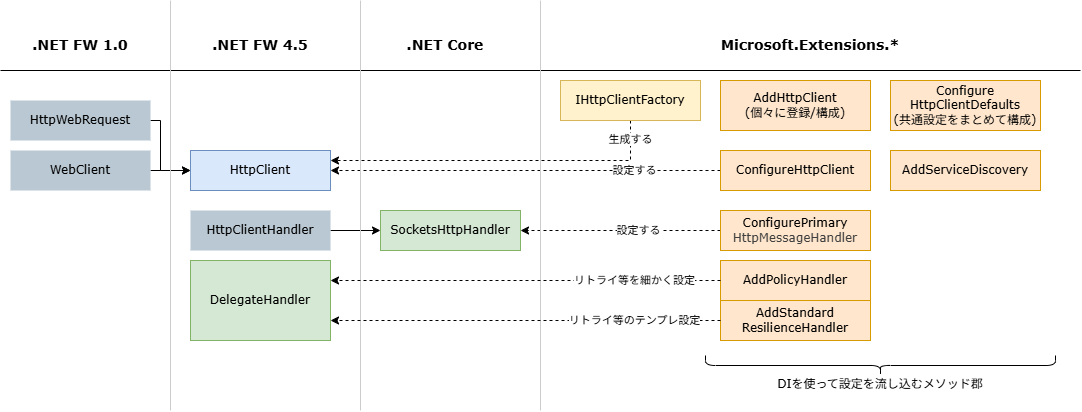 .NET FW 1.0
.NET FW 4.5
.NET Core
Microsoft.Extensions.*
HttpWebRequest
WebClient
HttpClient
HttpClientHandler
DelegateHandler
SocketsHttpHandler
IHttpClientFactory
生成する
設定する
設定する
リトライ等を細かく設定
リトライ等のテンプレ設定
AddHttpClient
(個々に登録/構成)
Configure
HttpClientDefaults
(共通設定をまとめて構成)
ConfigureHttpClient
AddServiceDiscovery
ConfigurePrimary
HttpMessageHandler
AddPolicyHandler
AddStandard
ResilienceHandler
DIを使って設定を流し込むメソッド郡